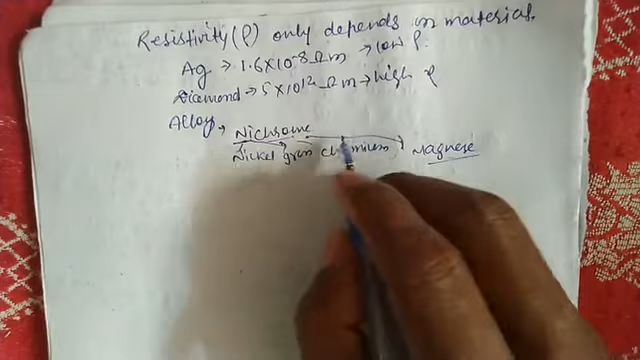 Resistivity (ρ) only depends on material.
Ag → 1.6×10⁻⁸ Ωm → low ρ.
Diamond → 5×10¹² Ωm → high ρ
Alloy → Nichrome
Nickel iron chromium Magnese